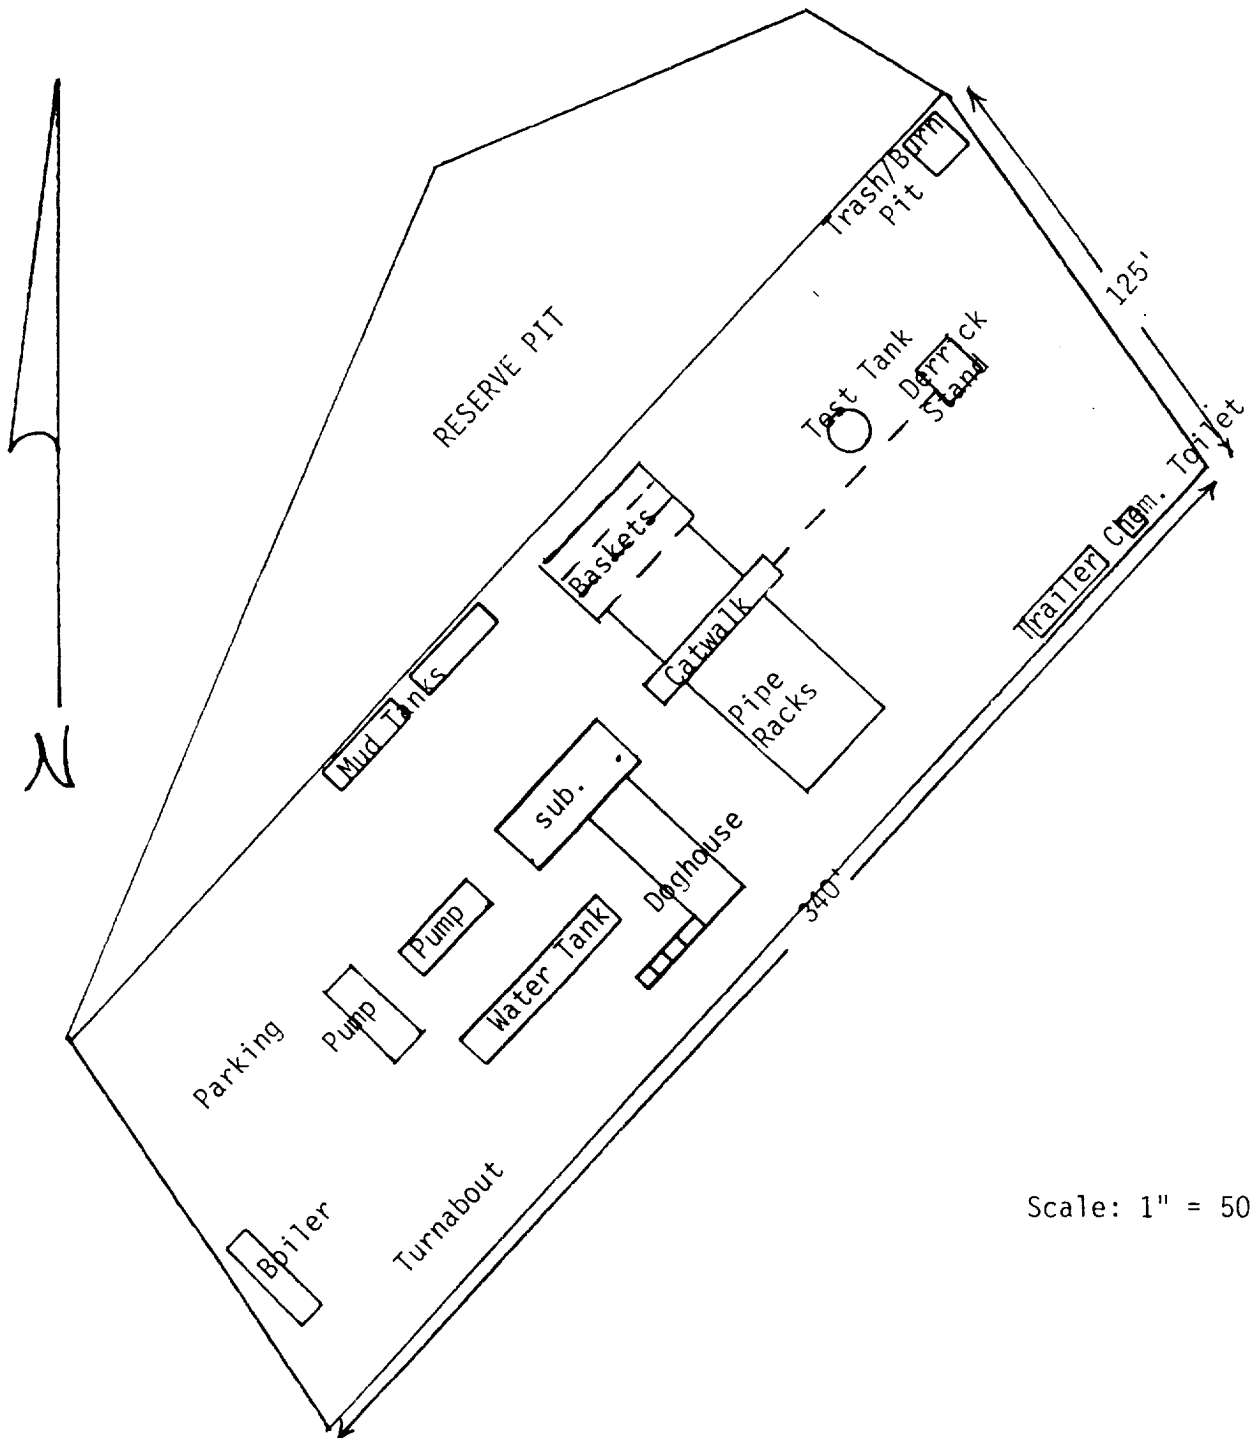 Trash/Burn
Pit
125'
RESERVE PIT
Test Tank
Derrick
Stand
Chem. Toilet
Trailer
Baskets
Catwalk
Pipe
Racks
Mud Tanks
sub.
Doghouse
340'
Pump
Water Tank
Pump
Parking
Boiler
Turnabout
N
Scale: 1" = 50